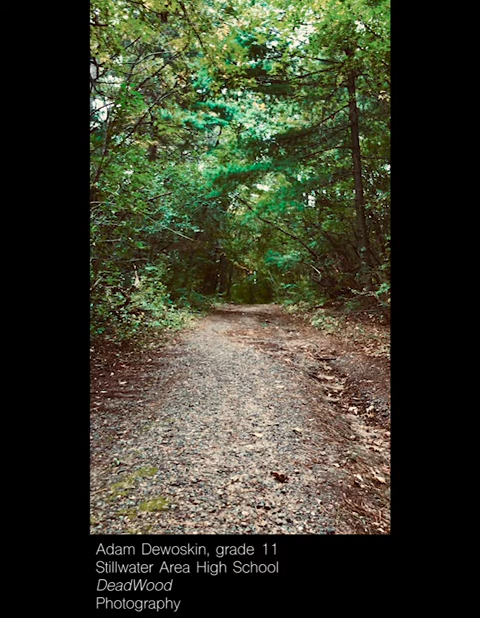 Adam Dewoskin, grade 11
Stillwater Area High School
DeadWood
Photography